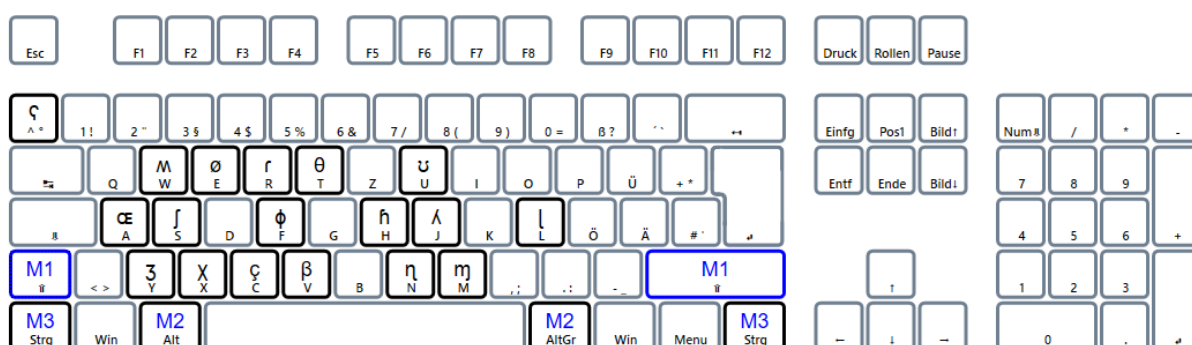 Esc F1 F2 F3 F4 F5 F6 F7 F8 F9 F10 F11 F12 Druck Rollen Pause
ʕ
^ ° 1 ! 2 " 3 § 4 $ 5 % 6 & 7 / 8 ( 9 ) 0 = ß ? ´ ` ↤ Einfg Pos1 Bild↑ Num⇩ / * -
ʍ ø ɾ θ ʊ
↹ Q W E R T Z U I O P Ü + * Entf Ende Bild↓ 7 8 9
œ ʃ ɸ ħ ʎ ɭ
⇩ A S D F G H J K L Ö Ä # ' ↲ 4 5 6 +
M1 ʒ χ ç β ɳ ɱ M1
⇧ < > Y X C V B N M , ; . : - _ ⇧ ↑ 1 2 3
M3 M2 M2 M3
Strg Win Alt AltGr Win Menu Strg ← ↓ → 0 . ↲